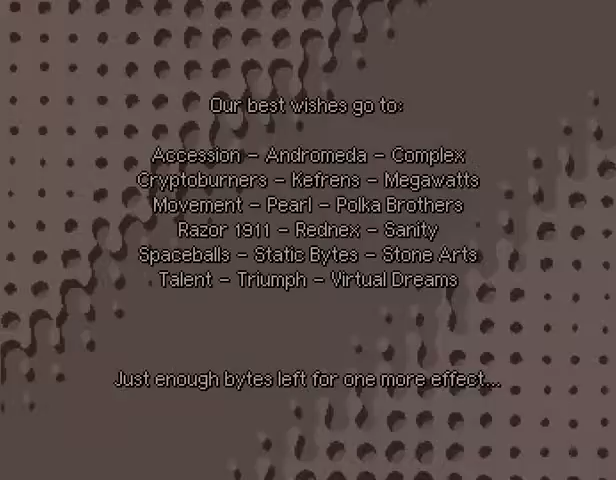 Our best wishes go to:
Accession - Andromeda - Complex
Cryptoburners - Kefrens - Megawatts
Movement - Pearl - Polka Brothers
Razor 1911 - Rednex - Sanity
Spaceballs - Static Bytes - Stone Arts
Talent - Triumph - Virtual Dreams
Just enough bytes left for one more effect...